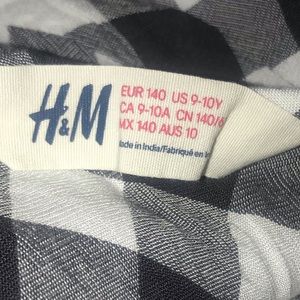 H&M
EUR 140 US 9-10Y
CA 9-10A CN 140/
MX 140 AUS 10
Made in India/Fabriqué en